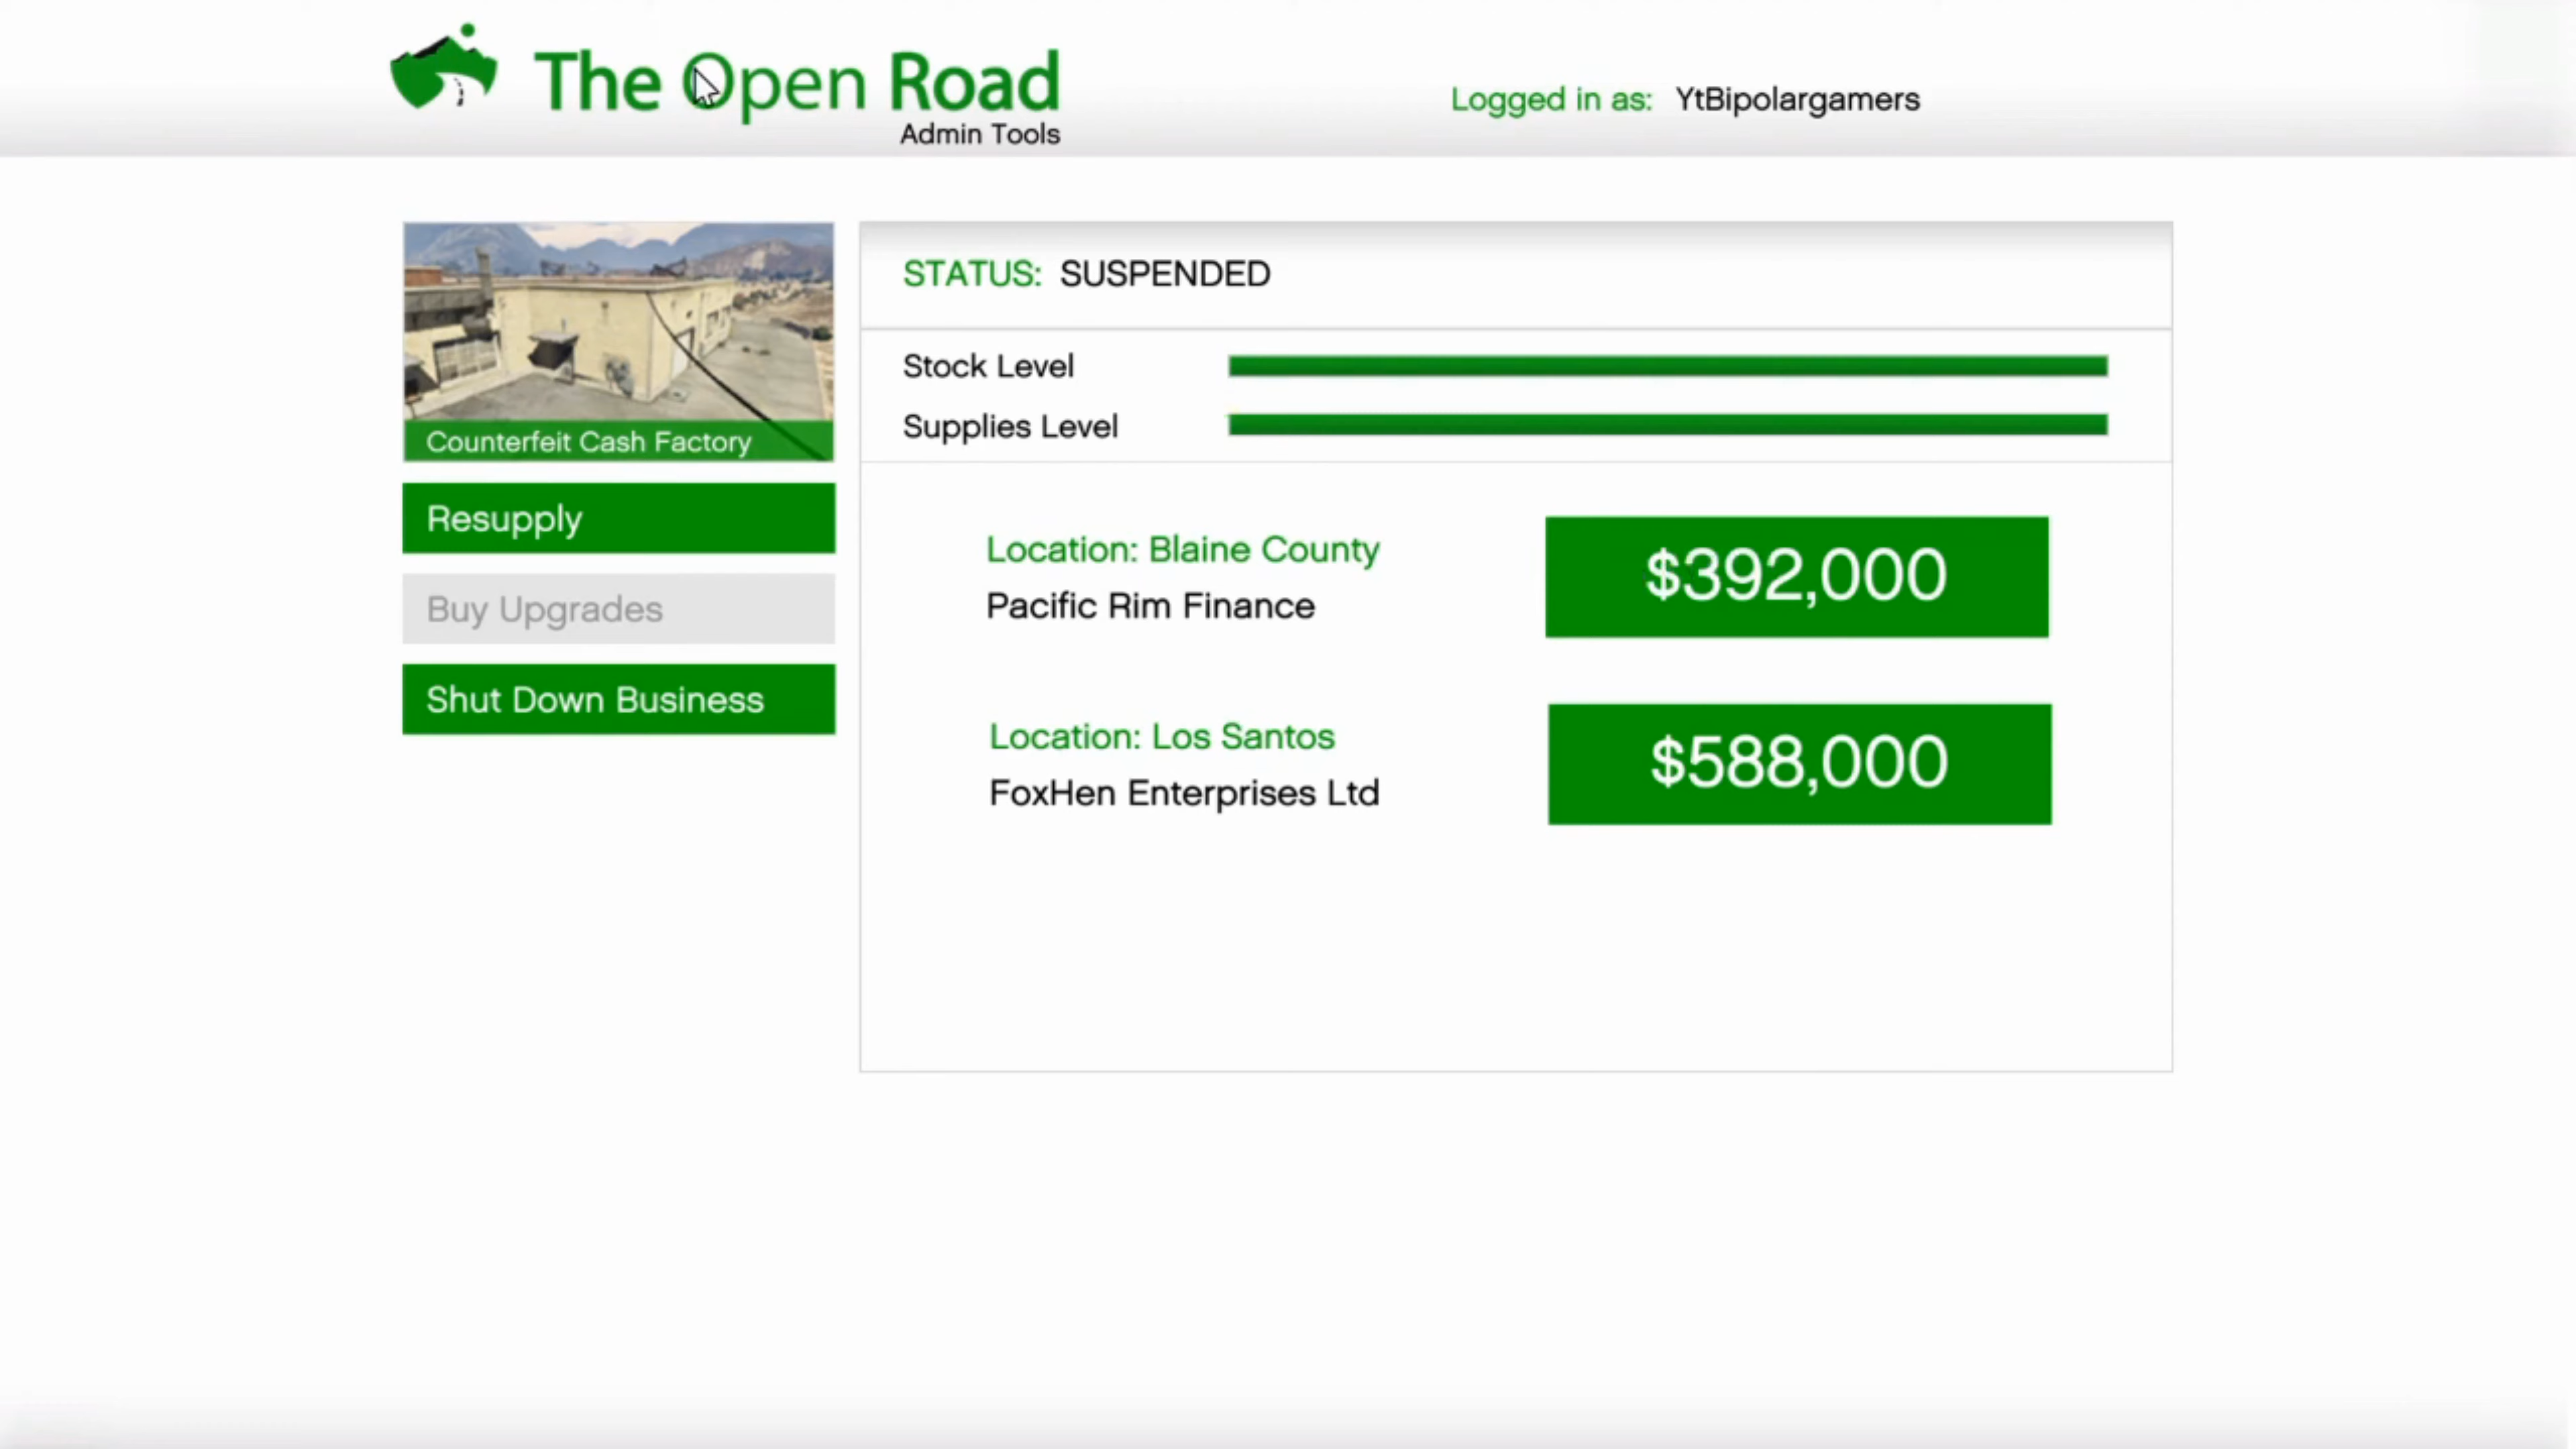 The Open Road
Admin Tools
Logged in as: YtBipolargamers
Counterfeit Cash Factory
Resupply
Buy Upgrades
Shut Down Business
STATUS: SUSPENDED
Stock Level
Supplies Level
Location: Blaine County
Pacific Rim Finance
$392,000
Location: Los Santos
FoxHen Enterprises Ltd
$588,000